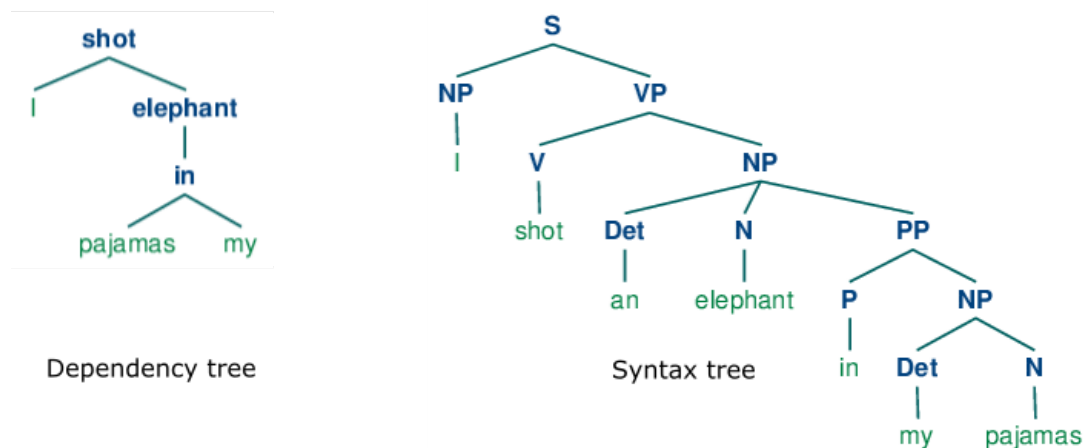 shot
I elephant
in
pajamas my
Dependency tree
S
NP VP
I V NP
shot Det N PP
an elephant P NP
in Det N
my pajamas
Syntax tree